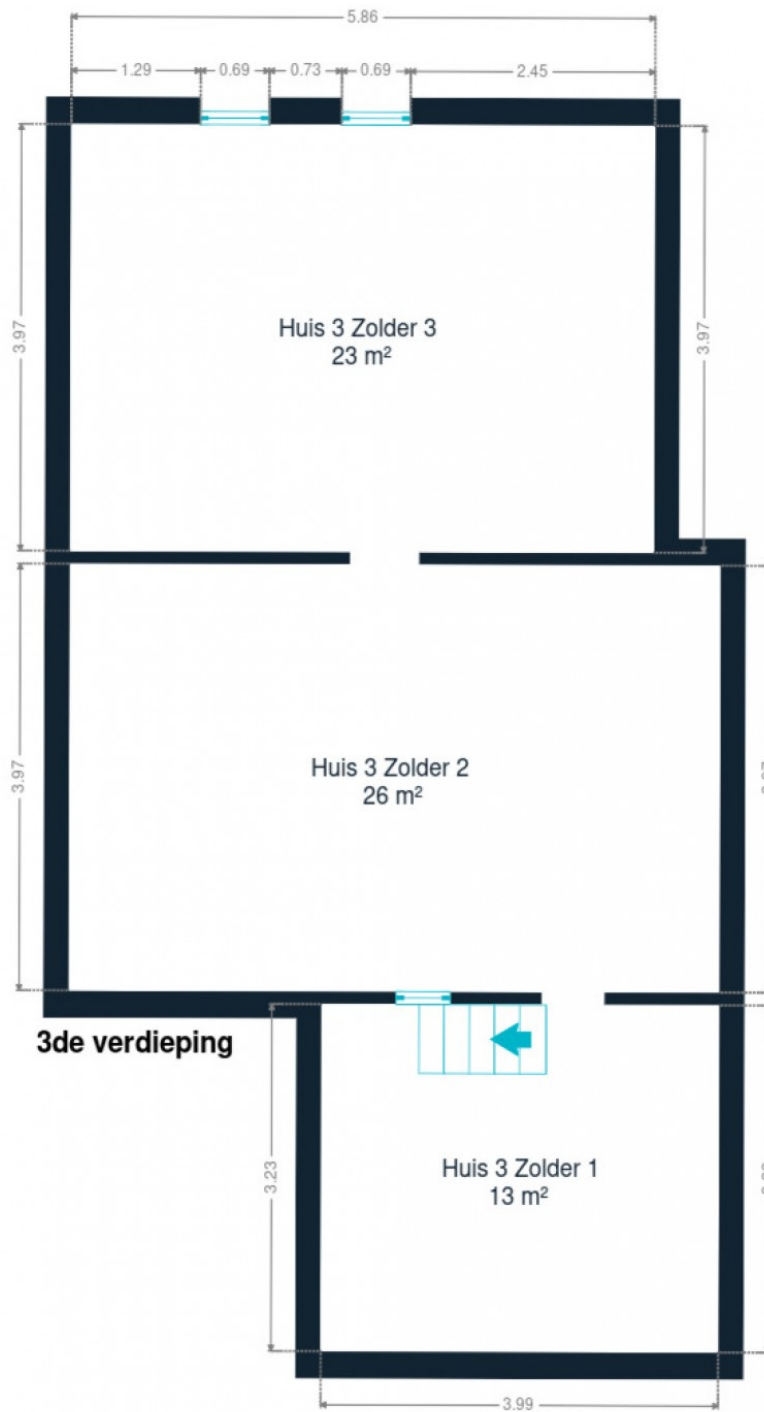 5.86
1.29 0.69 0.73 0.69 2.45
3.97
3.97
Huis 3 Zolder 3
23 m²
3.97
Huis 3 Zolder 2
26 m²
3de verdieping
3.23
Huis 3 Zolder 1
13 m²
3.99